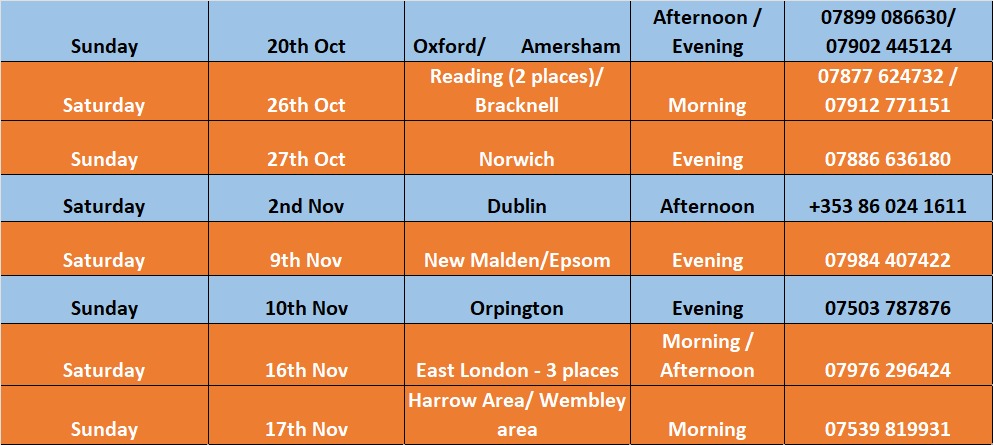 Sunday 20th Oct Oxford/ Amersham Afternoon / Evening 07899 086630/ 07902 445124
Saturday 26th Oct Reading (2 places)/ Bracknell Morning 07877 624732 / 07912 771151
Sunday 27th Oct Norwich Evening 07886 636180
Saturday 2nd Nov Dublin Afternoon +353 86 024 1611
Saturday 9th Nov New Malden/Epsom Evening 07984 407422
Sunday 10th Nov Orpington Evening 07503 787876
Saturday 16th Nov East London - 3 places Morning / Afternoon 07976 296424
Sunday 17th Nov Harrow Area/ Wembley area Morning 07539 819931